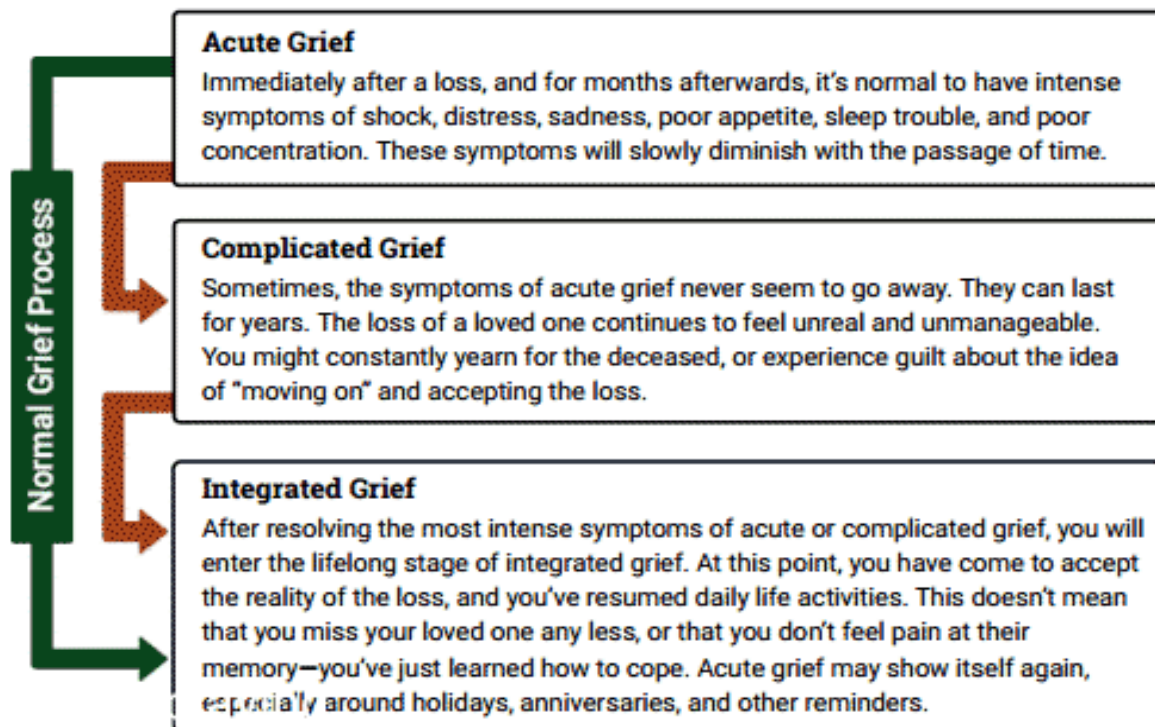 Normal Grief Process
Acute Grief
Immediately after a loss, and for months afterwards, it's normal to have intense
symptoms of shock, distress, sadness, poor appetite, sleep trouble, and poor
concentration. These symptoms will slowly diminish with the passage of time.
Complicated Grief
Sometimes, the symptoms of acute grief never seem to go away. They can last
for years. The loss of a loved one continues to feel unreal and unmanageable.
You might constantly yearn for the deceased, or experience guilt about the idea
of “moving on” and accepting the loss.
Integrated Grief
After resolving the most intense symptoms of acute or complicated grief, you will
enter the lifelong stage of integrated grief. At this point, you have come to accept
the reality of the loss, and you've resumed daily life activities. This doesn't mean
that you miss your loved one any less, or that you don't feel pain at their
memory—you've just learned how to cope. Acute grief may show itself again,
especially around holidays, anniversaries, and other reminders.